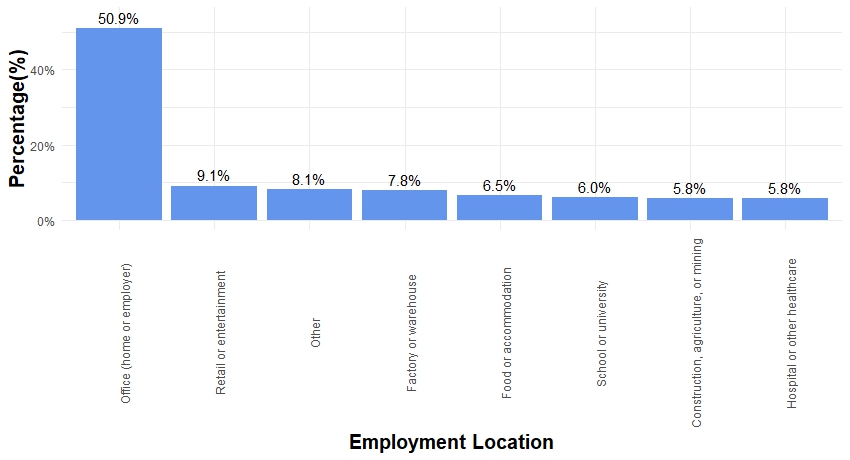 50.9%
9.1%
8.1%
7.8%
6.5%
6.0%
5.8%
5.8%
Percentage(%)
40%
20%
0%
Office (home or employer)
Retail or entertainment
Other
Factory or warehouse
Food or accommodation
School or university
Construction, agriculture, or mining
Hospital or other healthcare
Employment Location